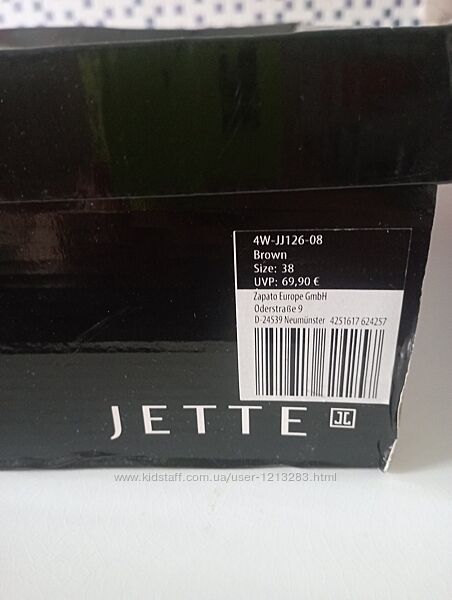 4W-JJ126-08
Brown
Size: 38
UVP: 69,90 €
Zapato Europe GmbH
Oderstraße 9
D-24539 Neumünster 4251617 624257
JETTE
www.kidstaff.com.ua/user-1213283.html